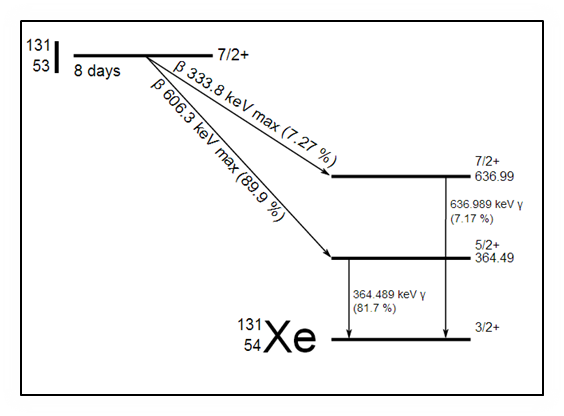 131
53 I
8 days
7/2+
β 333.8 keV max (7.27 %)
β 606.3 keV max (89.9 %)
7/2+
636.99
636.989 keV γ
(7.17 %)
5/2+
364.49
364.489 keV γ
(81.7 %)
131
54 Xe
3/2+